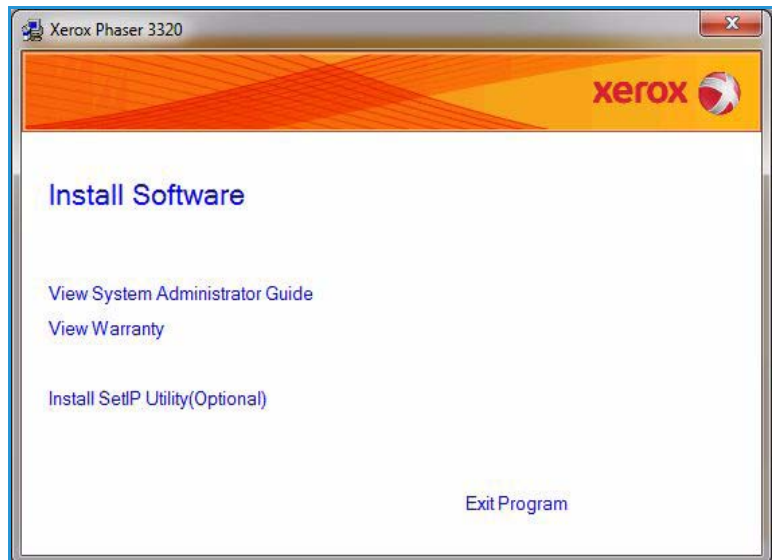 Xerox Phaser 3320
xerox
Install Software
View System Administrator Guide
View Warranty
Install SetIP Utility(Optional)
Exit Program